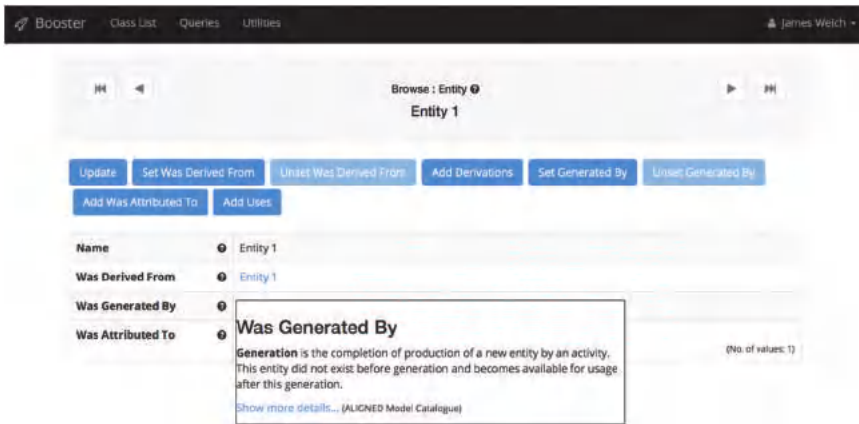 Booster Class List Queries Utilities James Welch
Browse : Entity
Entity 1
Update Set Was Derived From Unset Was Derived From Add Derivations Set Generated By Unset Generated By
Add Was Attributed To Add Uses
Name Entity 1
Was Derived From Entity 1
Was Generated By
Was Attributed To
(No. of values: 1)
Was Generated By
Generation is the completion of production of a new entity by an activity.
This entity did not exist before generation and becomes available for usage
after this generation.
Show more details... (ALIGNED Model Catalogue)